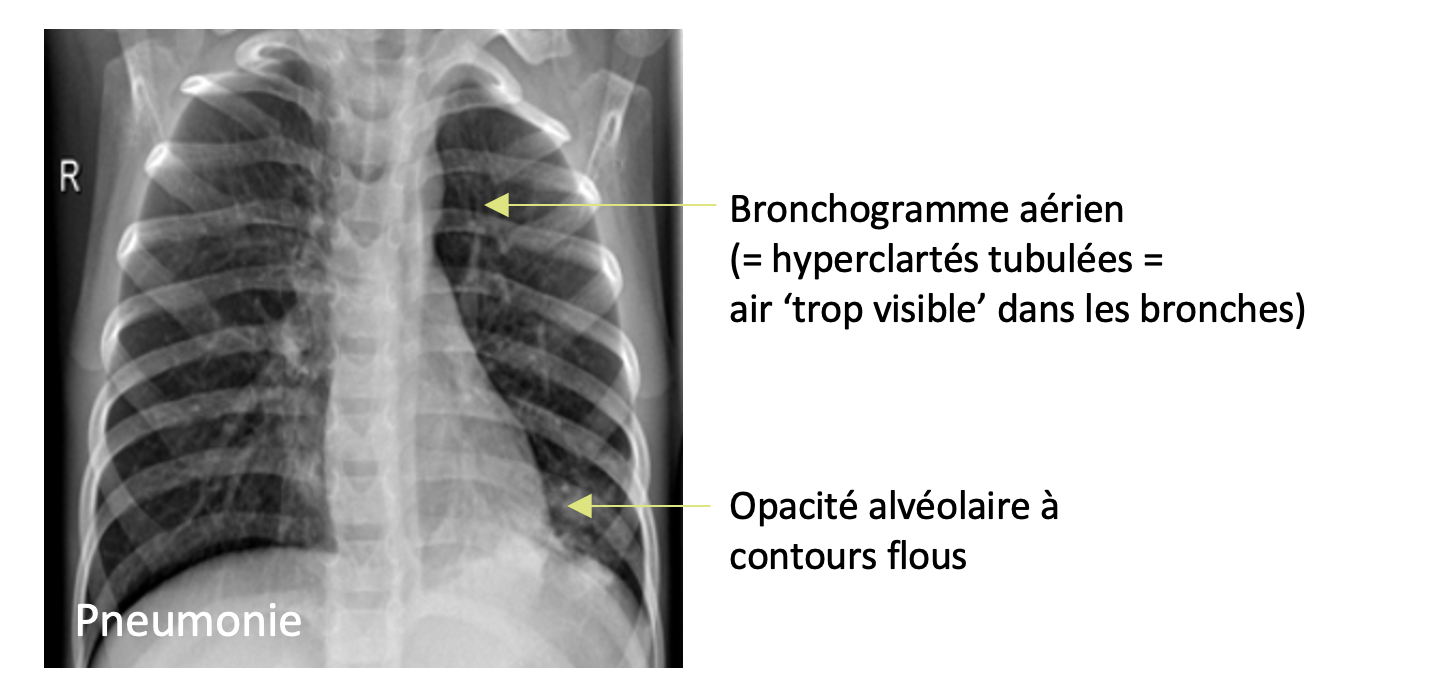 R
Bronchogramme aérien
(= hyperclartés tubulées =
air ‘trop visible’ dans les bronches)
Opacité alvéolaire à
contours flous
Pneumonie